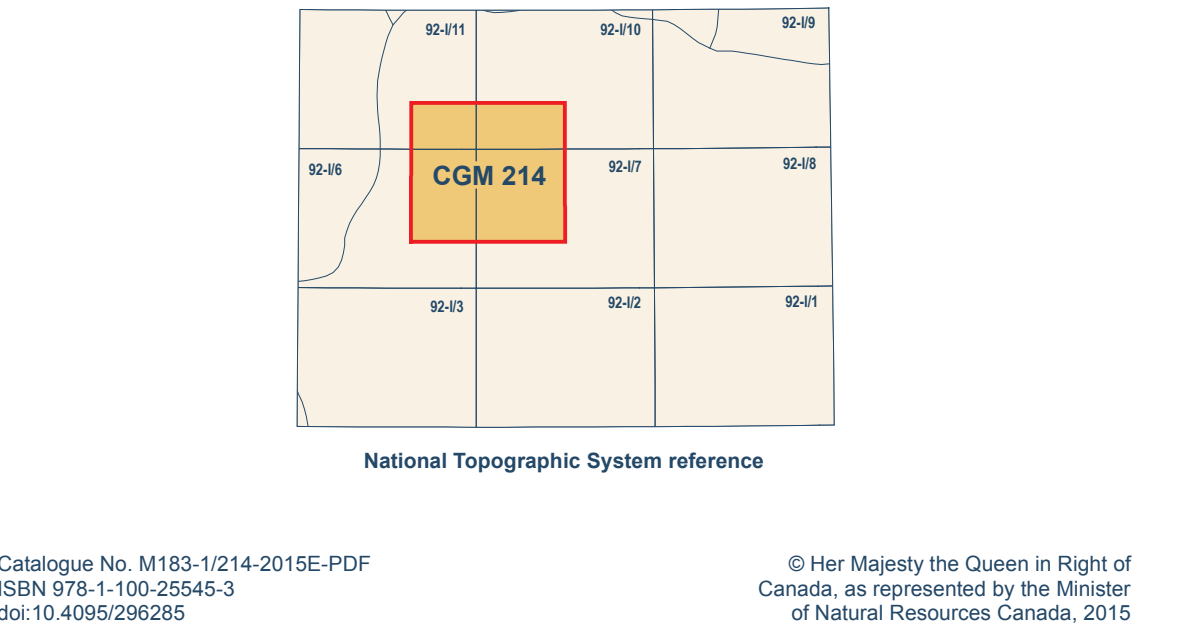 92-I/11
92-I/10
92-I/9
92-I/6
CGM 214
92-I/7
92-I/8
92-I/3
92-I/2
92-I/1
National Topographic System reference
Catalogue No. M183-1/214-2015E-PDF
ISBN 978-1-100-25545-3
doi:10.4095/296285
© Her Majesty the Queen in Right of
Canada, as represented by the Minister
of Natural Resources Canada, 2015